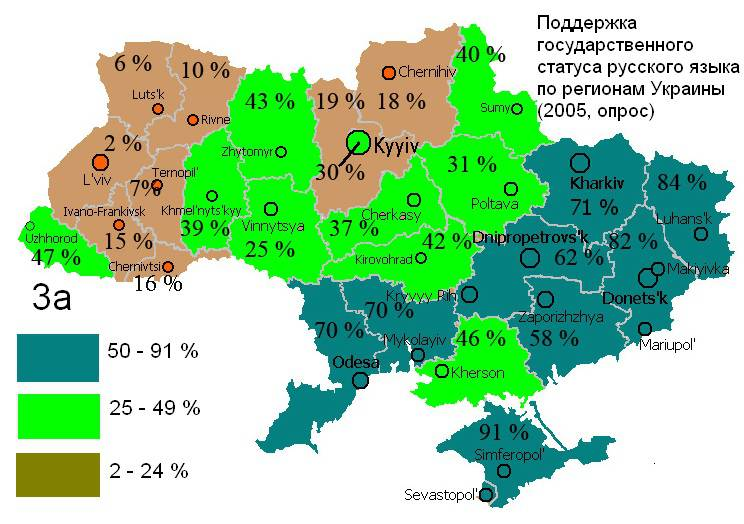 Поддержка
государственного
статуса русского языка
по регионам Украины
(2005, опрос)
6 %
10 %
Luts'k
Rivne
43 %
Zhytomyr
19 %
Chernihiv
18 %
40 %
Sumy
Kyyiv
30 %
2 %
L'viv
Ternopil'
7%
Khmel'nyts'kyy
39 %
Vinnytsya
25 %
37 %
Cherkasy
31 %
Poltava
Kharkiv
71 %
84 %
Luhans'k
Ivano-Frankivsk
15 %
Uzhhorod
47 %
Chernivtsi
16 %
42 %
Kirovohrad
Dnipropetrovs'k
62 %
82 %
Makiyivka
Donets'k
Kryvyy Rih
Zaporizhzhya
58 %
Mariupol'
70 %
70 %
Mykolayiv
Odesa
46 %
Kherson
91 %
Simferopol'
Sevastopol'
За
50 - 91 %
25 - 49 %
2 - 24 %